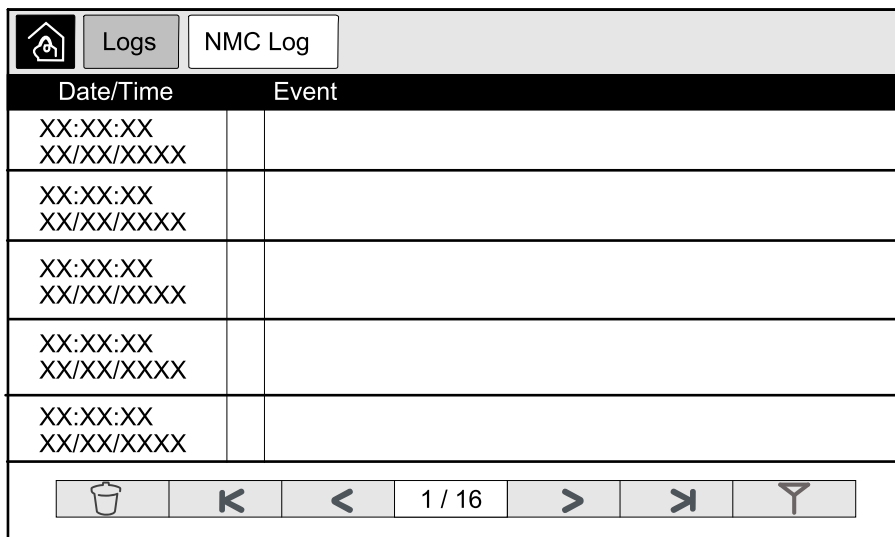 Logs
NMC Log
Date/Time
Event
XX:XX:XX
XX/XX/XXXX
XX:XX:XX
XX/XX/XXXX
XX:XX:XX
XX/XX/XXXX
XX:XX:XX
XX/XX/XXXX
XX:XX:XX
XX/XX/XXXX
1 / 16